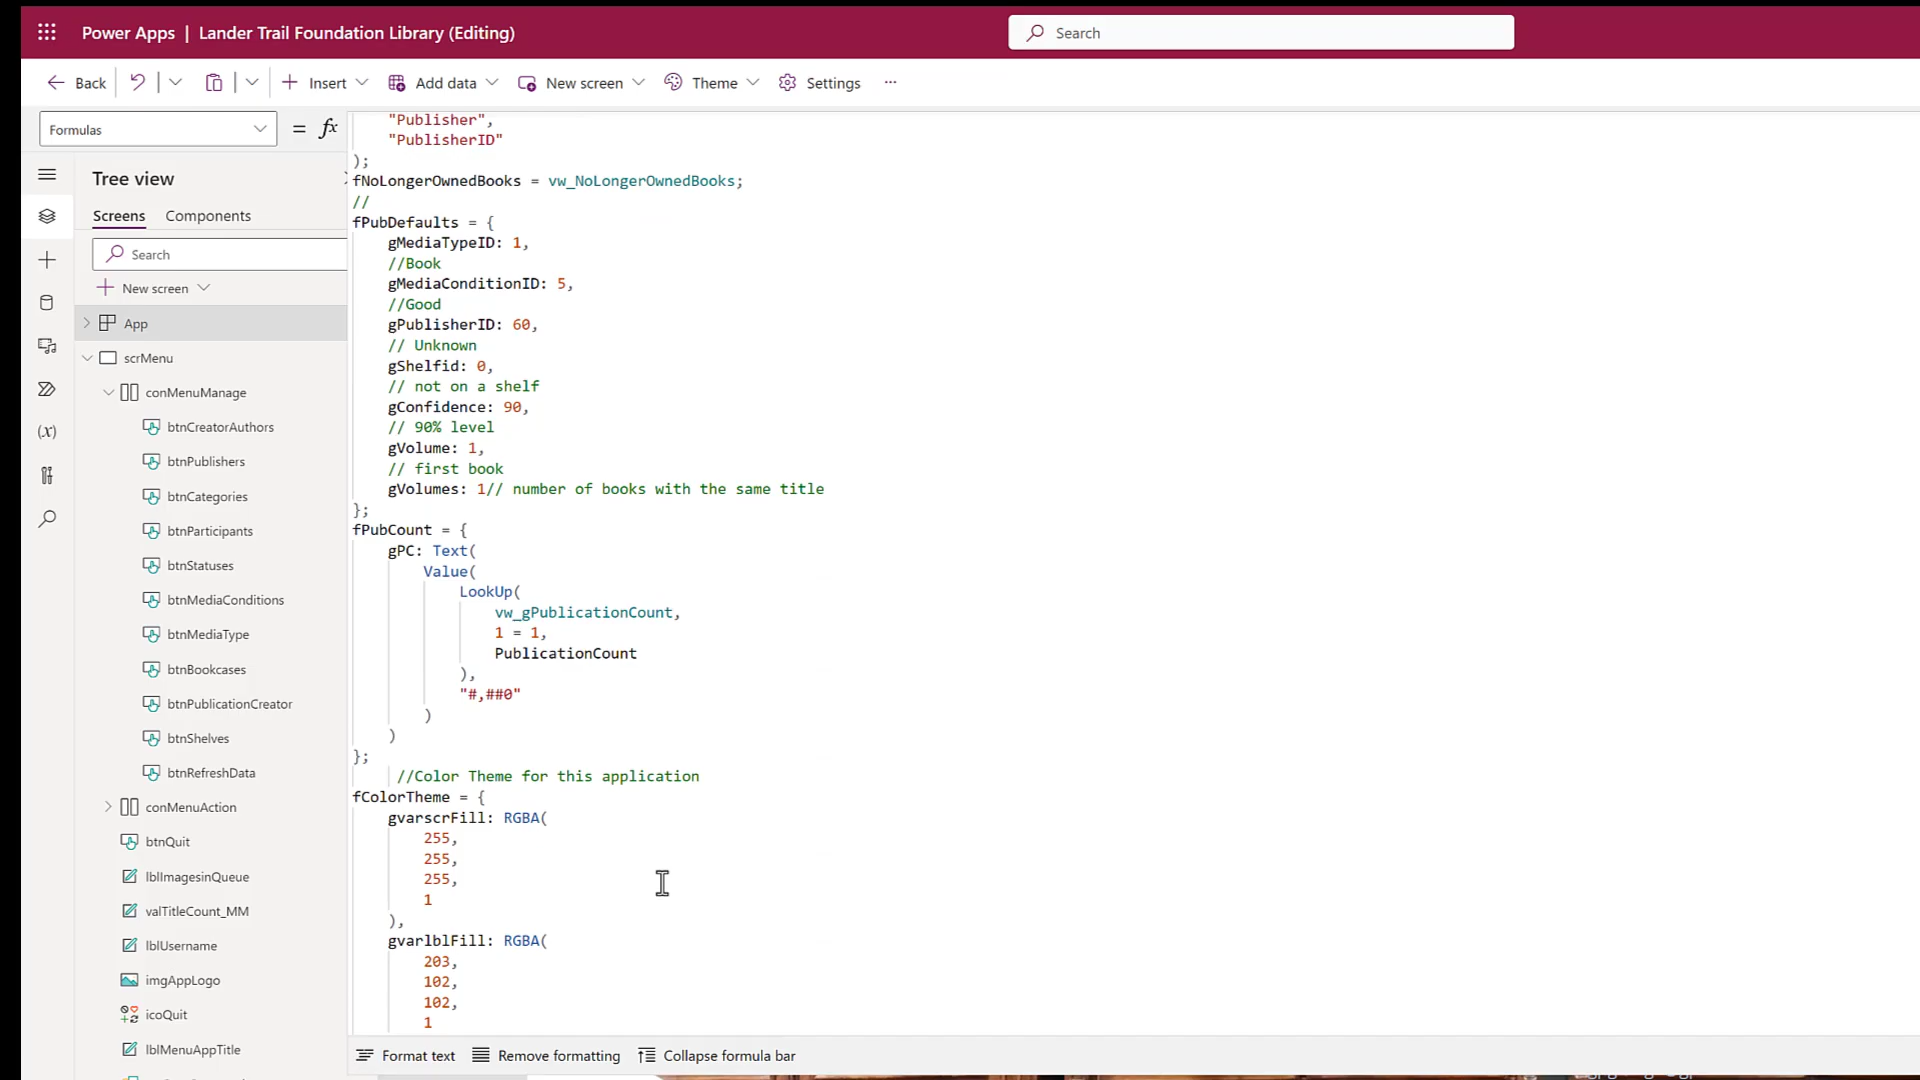 Power Apps | Lander Trail Foundation Library (Editing)
Search
Back
Insert
Add data
New screen
Theme
Settings
Formulas
= fx
Tree view
Screens
Components
Search
New screen
App
scrMenu
conMenuManage
btnCreatorAuthors
btnPublishers
btnCategories
btnParticipants
btnStatuses
btnMediaConditions
btnMediaType
btnBookcases
btnPublicationCreator
btnShelves
btnRefreshData
conMenuAction
btnQuit
lblImagesinQueue
valTitleCount_MM
lblUsername
imgAppLogo
icoQuit
lblMenuAppTitle
"Publisher",
"PublisherID"
);
fNoLongerOwnedBooks = vw_NoLongerOwnedBooks;
//
fPubDefaults = {
gMediaTypeID: 1,
//Book
gMediaConditionID: 5,
//Good
gPublisherID: 60,
// Unknown
gShelfid: 0,
// not on a shelf
gConfidence: 90,
// 90% level
gVolume: 1,
// first book
gVolumes: 1// number of books with the same title
};
fPubCount = {
gPC: Text(
Value(
LookUp(
vw_gPublicationCount,
1 = 1,
PublicationCount
),
"#,##0"
)
)
};
//Color Theme for this application
fColorTheme = {
gvarscrFill: RGBA(
255,
255,
255,
1
),
gvarlblFill: RGBA(
203,
102,
102,
1
Format text
Remove formatting
Collapse formula bar